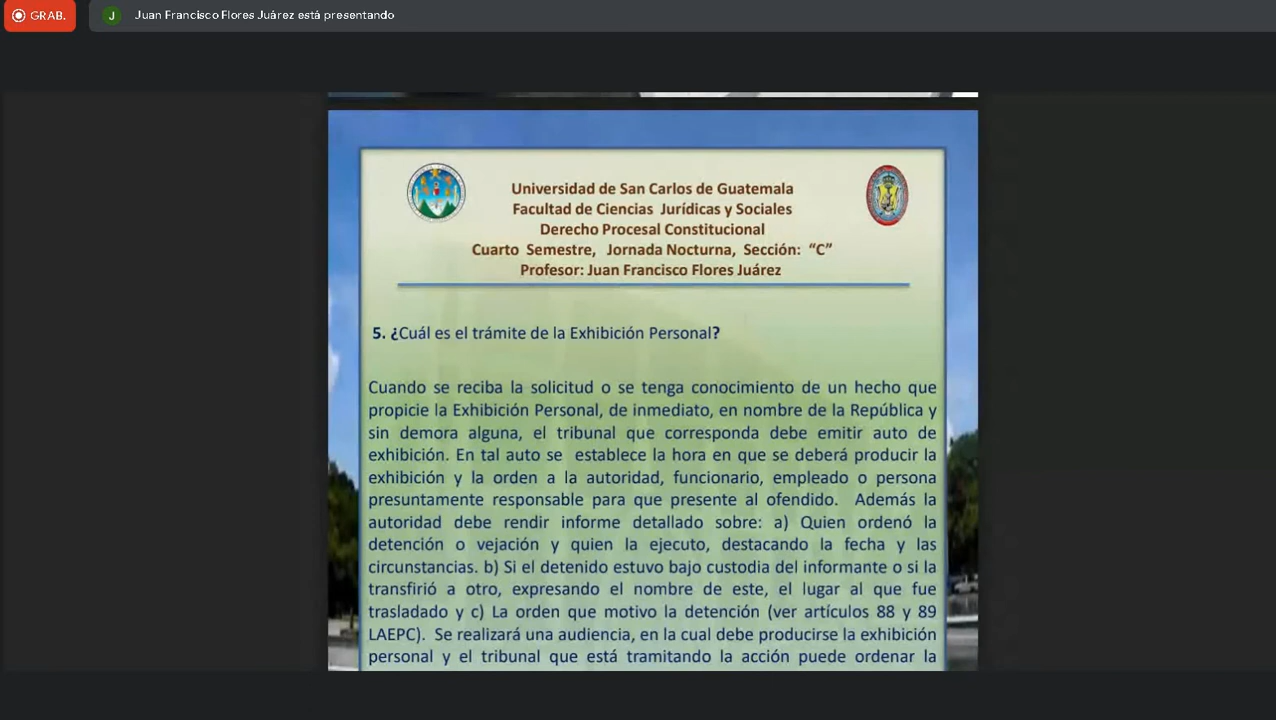 GRAB.
J
Juan Francisco Flores Juárez está presentando
Universidad de San Carlos de Guatemala
Facultad de Ciencias Jurídicas y Sociales
Derecho Procesal Constitucional
Cuarto Semestre, Jornada Nocturna, Sección: “C”
Profesor: Juan Francisco Flores Juárez
5. ¿Cuál es el trámite de la Exhibición Personal?
Cuando se reciba la solicitud o se tenga conocimiento de un hecho que
propicie la Exhibición Personal, de inmediato, en nombre de la República y
sin demora alguna, el tribunal que corresponda debe emitir auto de
exhibición. En tal auto se establece la hora en que se deberá producir la
exhibición y la orden a la autoridad, funcionario, empleado o persona
presuntamente responsable para que presente al ofendido. Además la
autoridad debe rendir informe detallado sobre: a) Quien ordenó la
detención o vejación y quien la ejecuto, destacando la fecha y las
circunstancias. b) Si el detenido estuvo bajo custodia del informante o si la
transfirió a otro, expresando el nombre de este, el lugar al que fue
trasladado y c) La orden que motivo la detención (ver artículos 88 y 89
LAEPC). Se realizará una audiencia, en la cual debe producirse la exhibición
personal y el tribunal que está tramitando la acción puede ordenar la